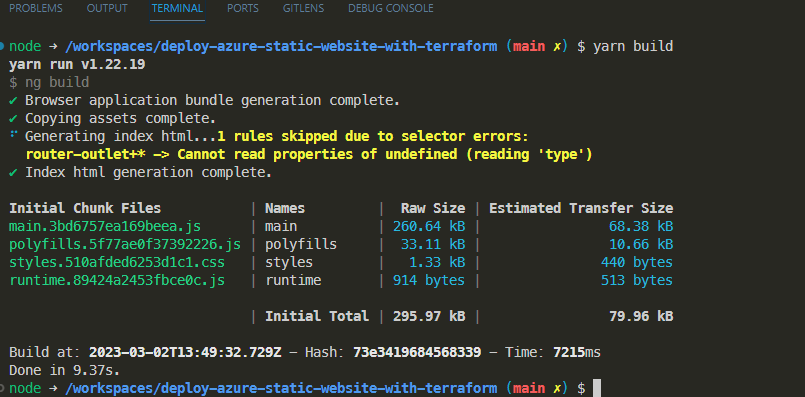 PROBLEMS OUTPUT TERMINAL PORTS GITLENS DEBUG CONSOLE
node → /workspaces/deploy-azure-static-website-with-terraform (main ✗) $ yarn build
yarn run v1.22.19
$ ng build
✔ Browser application bundle generation complete.
✔ Copying assets complete.
⠋ Generating index html...1 rules skipped due to selector errors:
router-outlet+* -> Cannot read properties of undefined (reading 'type')
✔ Index html generation complete.
Initial Chunk Files | Names | Raw Size | Estimated Transfer Size
main.3bd6757ea169beea.js | main | 260.64 kB | 68.38 kB
polyfills.5f77ae0f37392226.js | polyfills | 33.11 kB | 10.66 kB
styles.510afded6253d1c1.css | styles | 1.33 kB | 440 bytes
runtime.89424a2453fbce0c.js | runtime | 914 bytes | 513 bytes
| Initial Total | 295.97 kB | 79.96 kB
Build at: 2023-03-02T13:49:32.729Z - Hash: 73e3419684568339 - Time: 7215ms
Done in 9.37s.
node → /workspaces/deploy-azure-static-website-with-terraform (main ✗) $